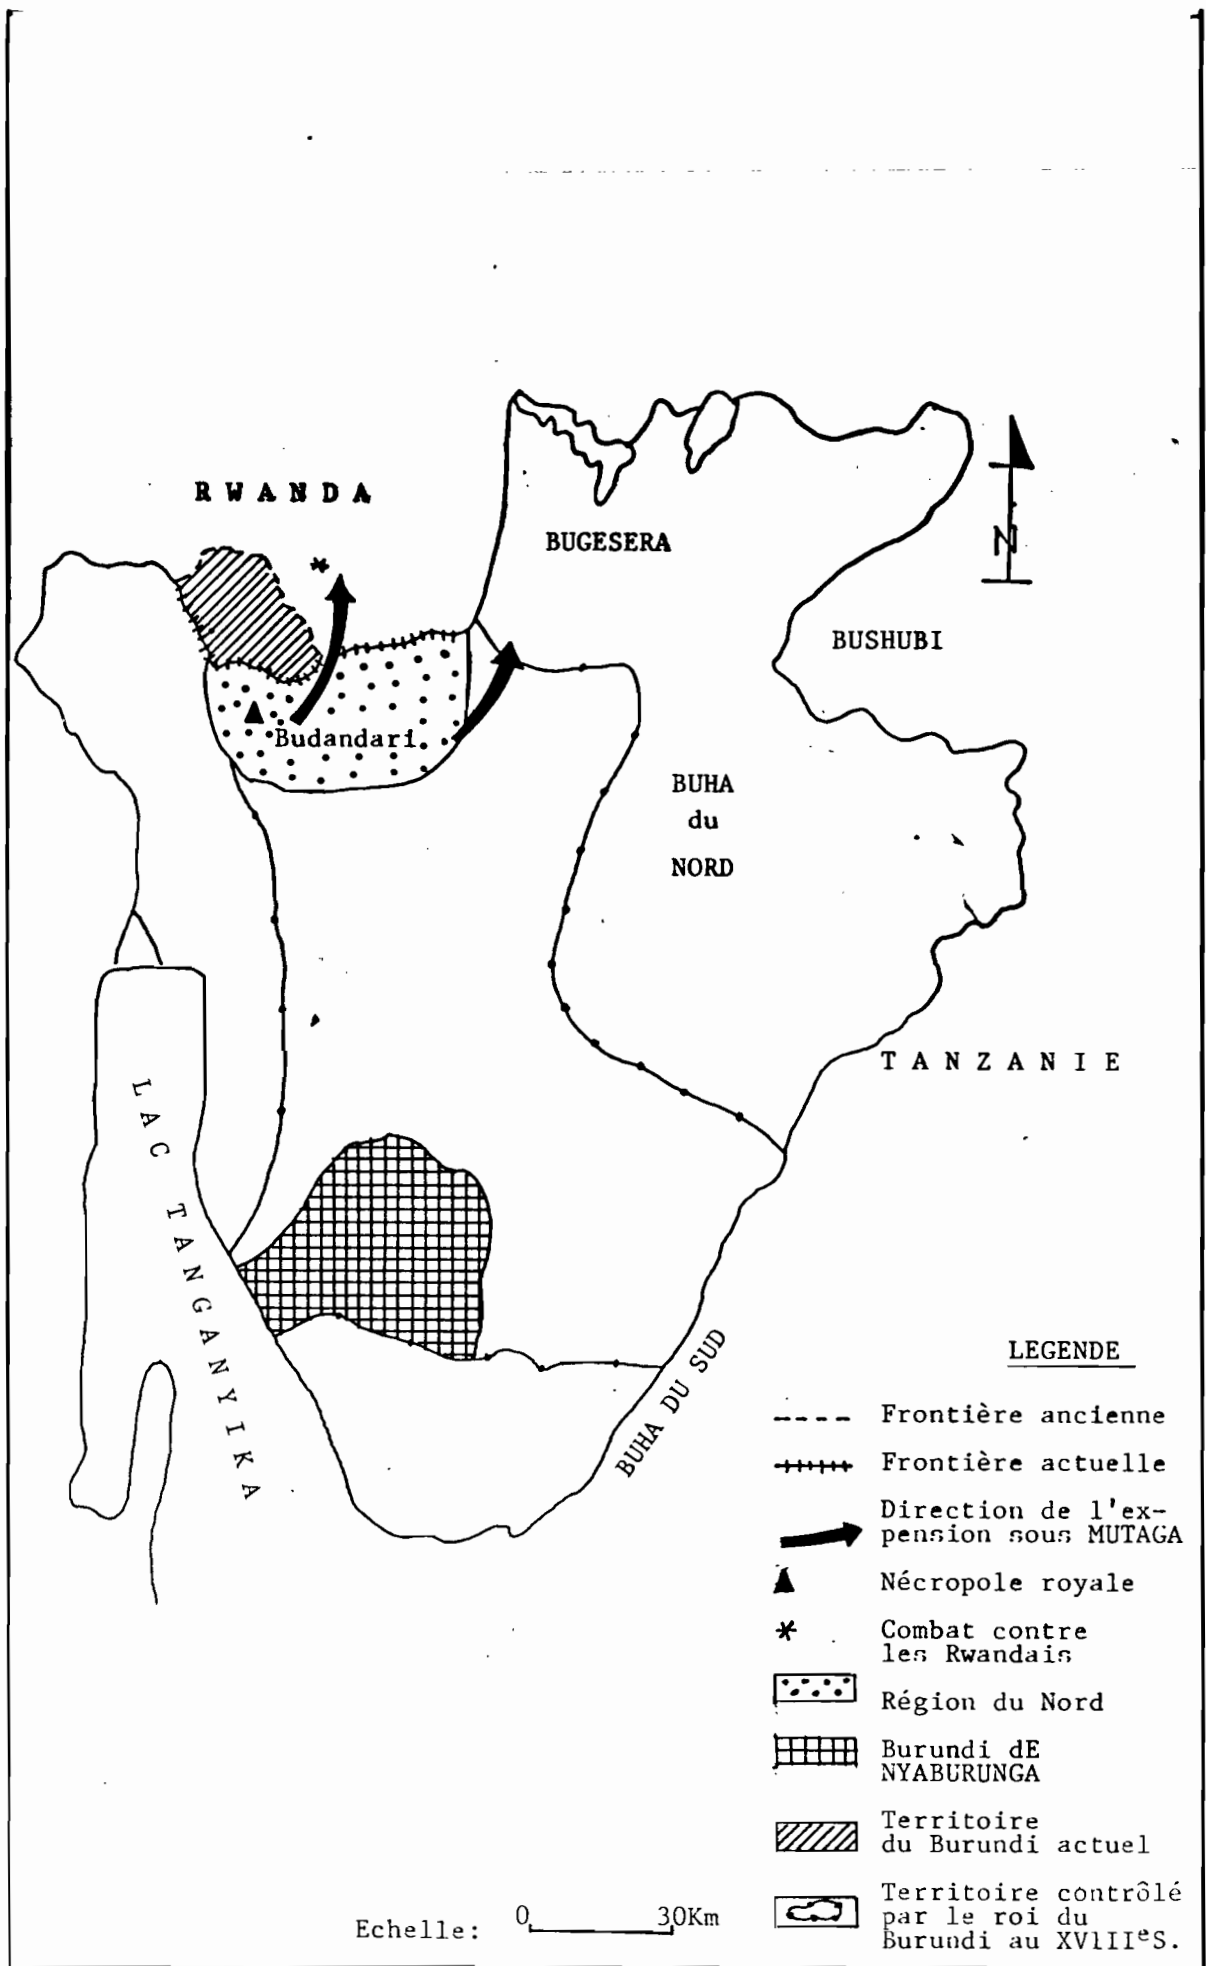 RWANDA
BUGESERA
N
BUSHUBI
Budandari
BUHA
du
NORD
TANZANIE
LAC TANGANYIKA
BUHA DU SUD
LEGENDE
Frontière ancienne
Frontière actuelle
Direction de l'ex-
pension sous MUTAGA
Nécropole royale
Combat contre
les Rwandais
Région du Nord
Burundi dE
NYABURUNGA
Territoire
du Burundi actuel
Territoire contrôlé
par le roi du
Burundi au XVlIIeS.
Echelle: 0 30Km